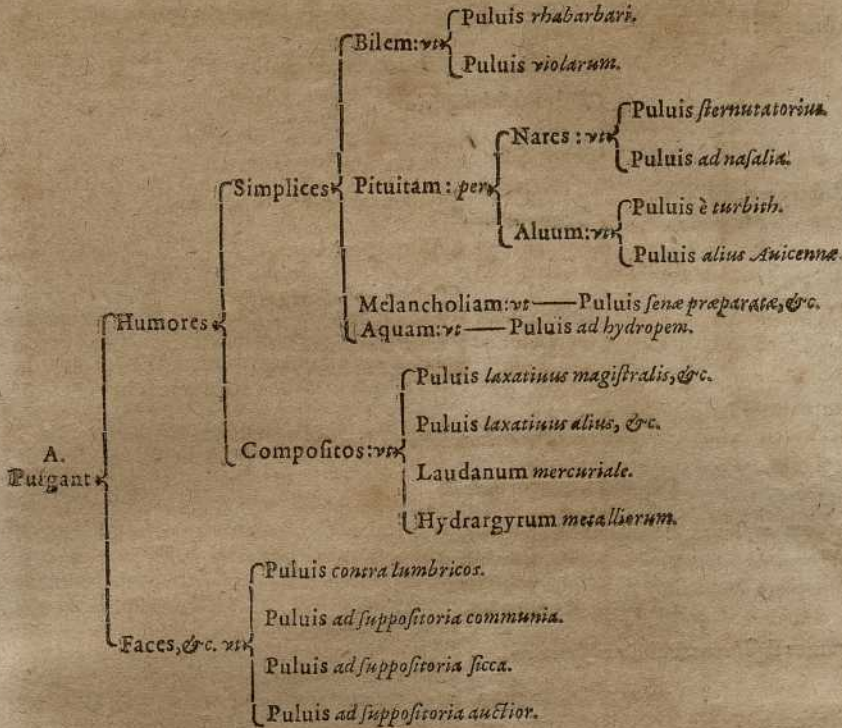 Puluis rhabarbari.
Bilem: vt
Puluis violarum.
Puluis ſternutatorius.
Nares: vt
Puluis ad naſalia.
Simplices
Pituitam: per
Puluis è turbith.
Aluum: vt
Puluis alius Auicennæ.
Melancholiam: vt Puluis ſenæ præparatæ, &c.
Humores
Aquam: vt Puluis ad hydropem.
Puluis laxatiuus magiſtralis, &c.
Puluis laxatiuus alius, &c.
Compoſitos: vt
A.
Purgant
Laudanum mercuriale.
Hydrargyrum metalliorum.
Puluis contra lumbricos.
Puluis ad ſuppoſitoria communia.
Faces, &c. vt
Puluis ad ſuppoſitoria ſicca.
Puluis ad ſuppoſitoria auctior.